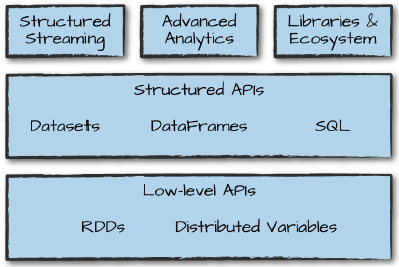 Structured
Streaming
Advanced
Analytics
Libraries &
Ecosystem
Structured APIs
Datasets DataFrames SQL
Low-level APIs
RDDs Distributed Variables